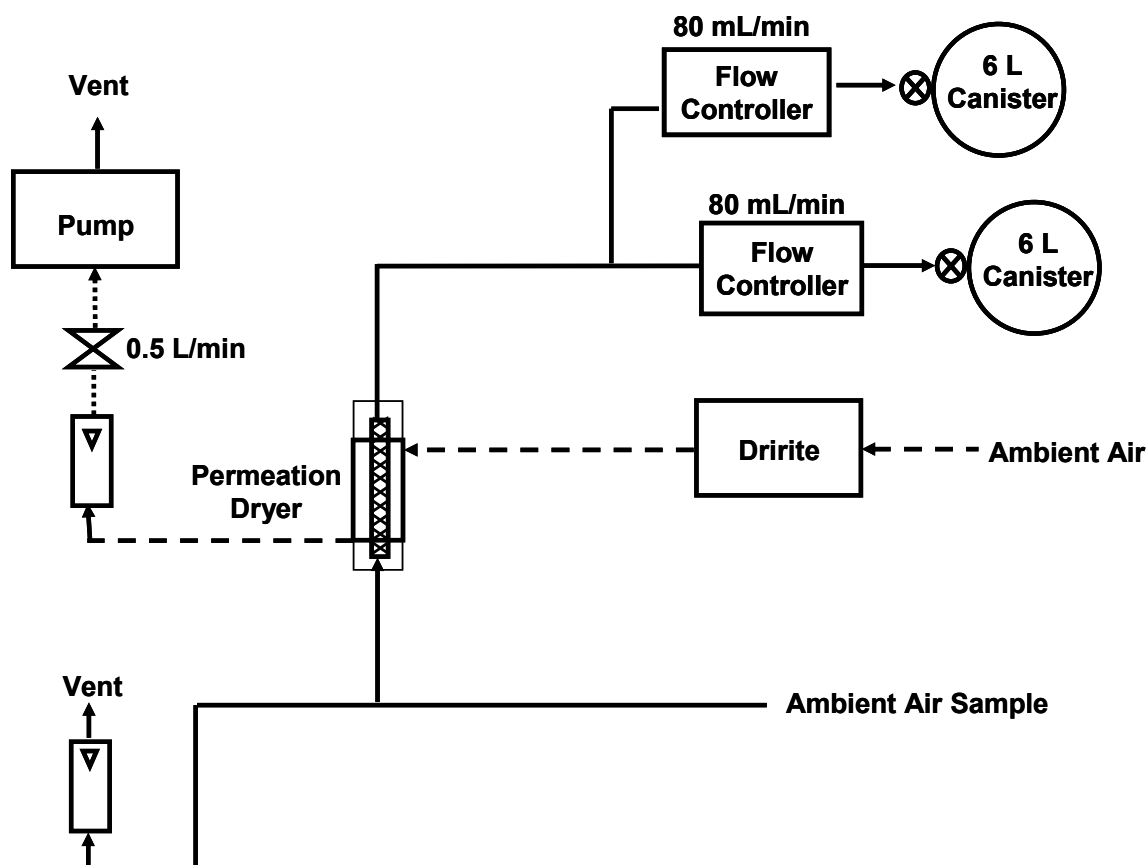 80 mL/min
Flow
Controller
6 L
Canister
Vent
Pump
80 mL/min
Flow
Controller
6 L
Canister
0.5 L/min
Permeation
Dryer
Dririte
Ambient Air
Vent
Ambient Air Sample